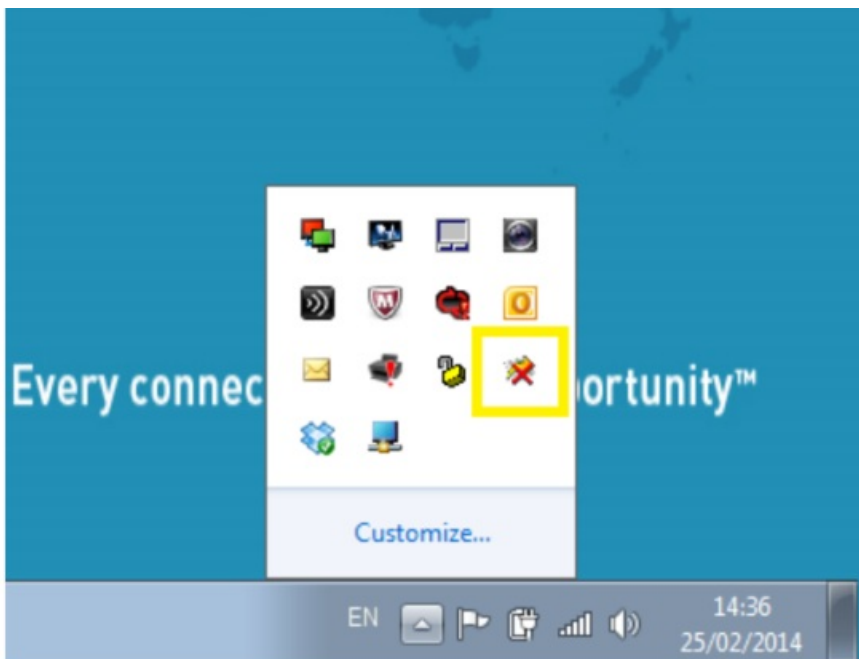 Every connec
ortunity™
Customize...
EN
14:36
25/02/2014